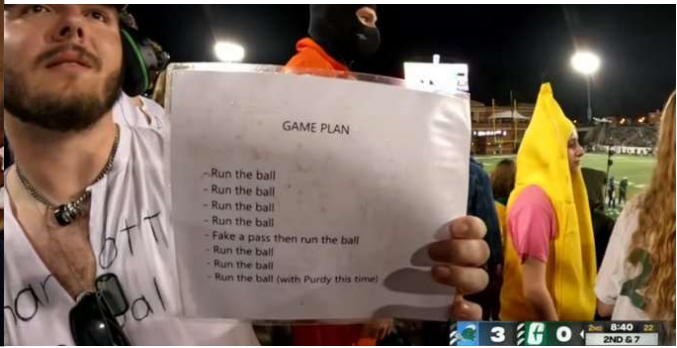 GAME PLAN
- Run the ball
- Run the ball
- Run the ball
- Run the ball
- Fake a pass then run the ball
- Run the ball
- Run the ball
- Run the ball (with Purdy this time)
OTT
3 C 0 2ND 8:40 22
2ND & 7
2